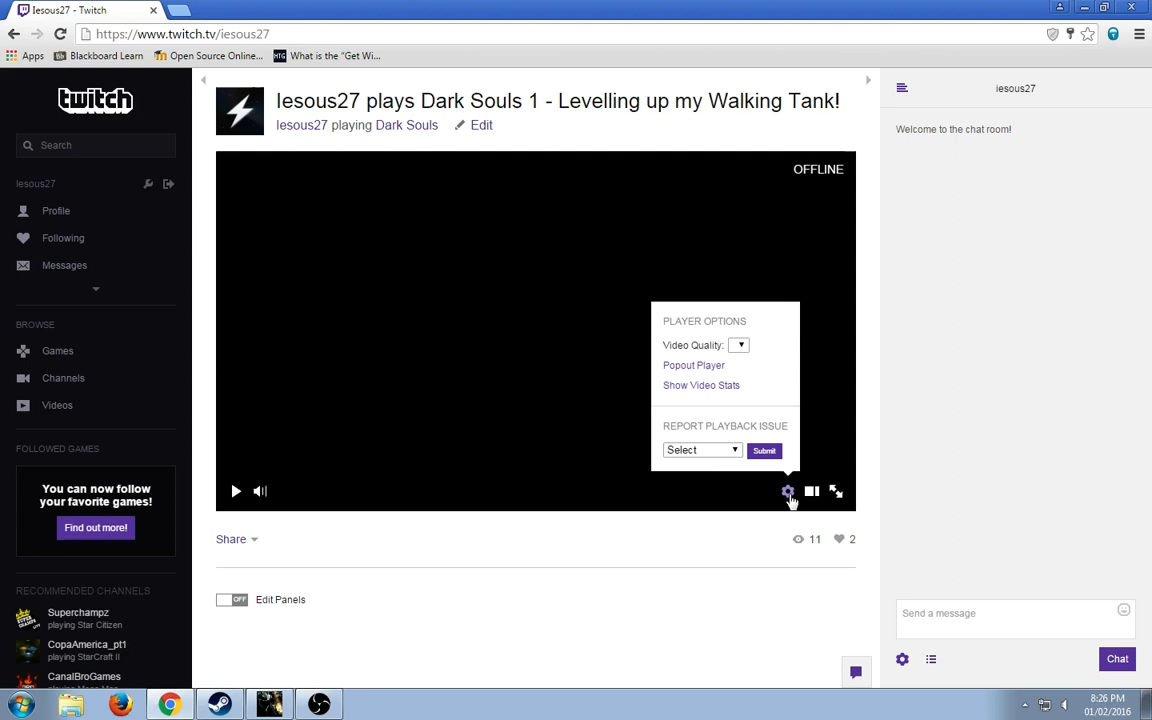 Iesous27 - Twitch
https://www.twitch.tv/iesous27
Apps
Bb
Blackboard Learn
Open Source Online...
HTG
What is the "Get Wi...
twitch
Search
Iesous27
Profile
Following
Messages
BROWSE
Games
Channels
Videos
FOLLOWED GAMES
You can now follow
your favorite games!
Find out more!
RECOMMENDED CHANNELS
Superchampz
playing Star Citizen
CopaAmerica_pt1
playing StarCraft II
CanalBroGames
Iesous27 plays Dark Souls 1 - Levelling up my Walking Tank!
Iesous27 playing Dark Souls
Edit
OFFLINE
PLAYER OPTIONS
Video Quality:
Popout Player
Show Video Stats
REPORT PLAYBACK ISSUE
Select
Submit
Share
11
2
OFF
Edit Panels
iesous27
Welcome to the chat room!
Send a message
Chat
8:26 PM
01/02/2016